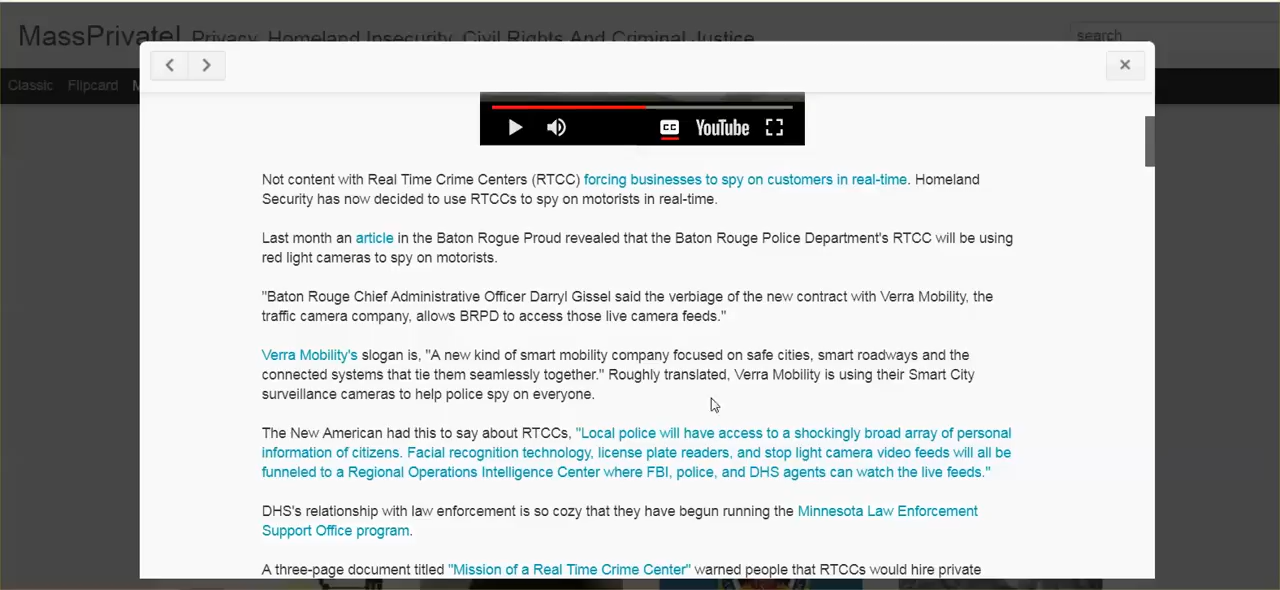 MassPrivateI Privacy, Homeland Insecurity, Civil Rights And Criminal Justice
search
Classic Flipcard
YouTube
Not content with Real Time Crime Centers (RTCC) forcing businesses to spy on customers in real-time. Homeland
Security has now decided to use RTCCs to spy on motorists in real-time.
Last month an article in the Baton Rogue Proud revealed that the Baton Rouge Police Department's RTCC will be using
red light cameras to spy on motorists.
"Baton Rouge Chief Administrative Officer Darryl Gissel said the verbiage of the new contract with Verra Mobility, the
traffic camera company, allows BRPD to access those live camera feeds."
Verra Mobility's slogan is, "A new kind of smart mobility company focused on safe cities, smart roadways and the
connected systems that tie them seamlessly together." Roughly translated, Verra Mobility is using their Smart City
surveillance cameras to help police spy on everyone.
The New American had this to say about RTCCs, "Local police will have access to a shockingly broad array of personal
information of citizens. Facial recognition technology, license plate readers, and stop light camera video feeds will all be
funneled to a Regional Operations Intelligence Center where FBI, police, and DHS agents can watch the live feeds."
DHS's relationship with law enforcement is so cozy that they have begun running the Minnesota Law Enforcement
Support Office program.
A three-page document titled "Mission of a Real Time Crime Center" warned people that RTCCs would hire private